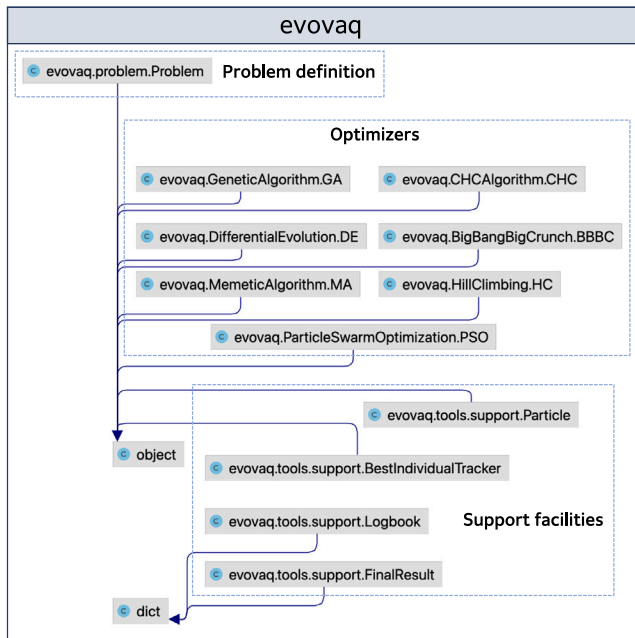 evovaq
evovaq.problem.Problem
Problem definition
Optimizers
evovaq.GeneticAlgorithm.GA
evovaq.CHCAlgorithm.CHC
evovaq.DifferentialEvolution.DE
evovaq.BigBangBigCrunch.BBBC
evovaq.MemeticAlgorithm.MA
evovaq.HillClimbing.HC
evovaq.ParticleSwarmOptimization.PSO
evovaq.tools.support.Particle
object
evovaq.tools.support.BestIndividualTracker
evovaq.tools.support.Logbook
Support facilities
evovaq.tools.support.FinalResult
dict